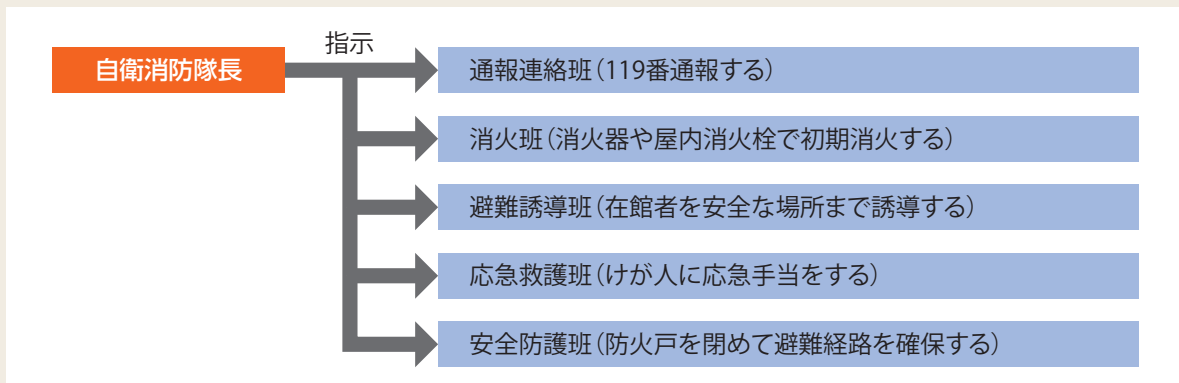 指示
自衛消防隊長
通報連絡班(119番通報する)
消火班(消火器や屋内消火栓で初期消火する)
避難誘導班(在館者を安全な場所まで誘導する)
応急救護班(けが人に応急手当をする)
安全防護班(防火戸を閉めて避難経路を確保する)